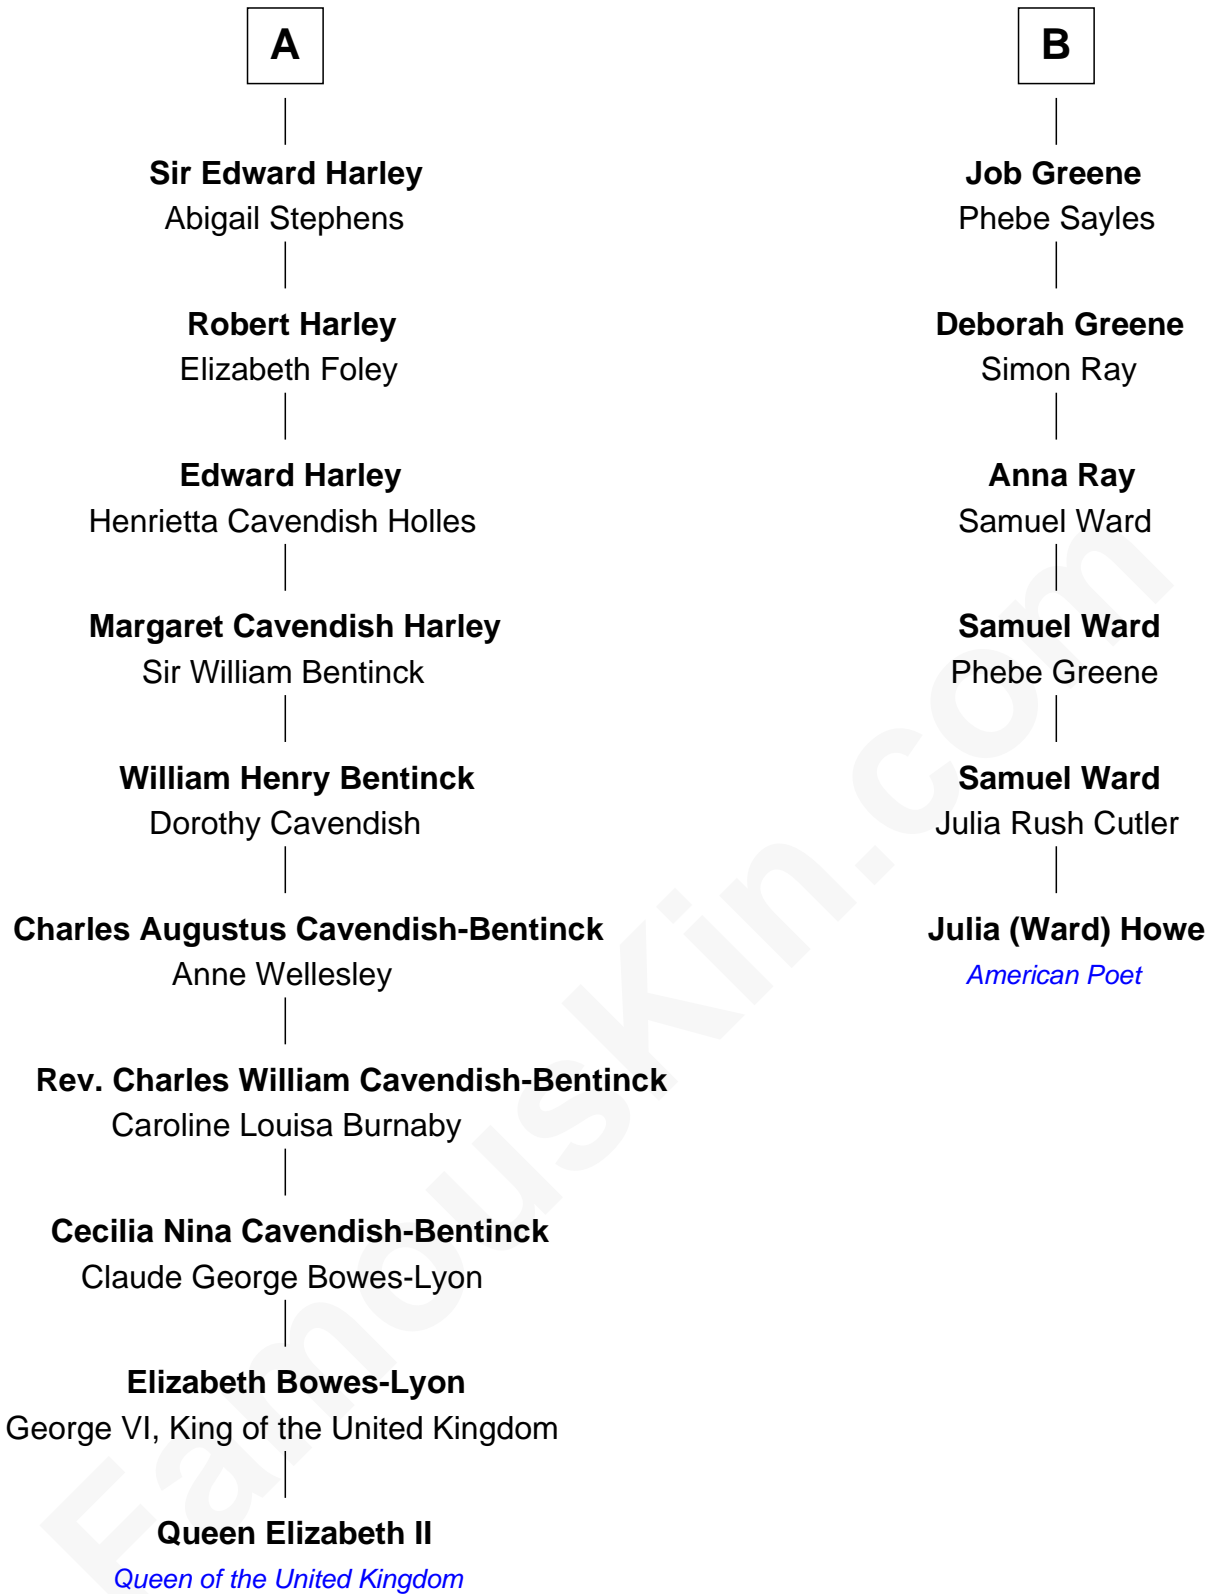 A
Sir Edward Harley
Abigail Stephens
Robert Harley
Elizabeth Foley
Edward Harley
Henrietta Cavendish Holles
Margaret Cavendish Harley
Sir William Bentinck
William Henry Bentinck
Dorothy Cavendish
Charles Augustus Cavendish-Bentinck
Anne Wellesley
Rev. Charles William Cavendish-Bentinck
Caroline Louisa Burnaby
Cecilia Nina Cavendish-Bentinck
Claude George Bowes-Lyon
Elizabeth Bowes-Lyon
George VI, King of the United Kingdom
Queen Elizabeth II
Queen of the United Kingdom
B
Job Greene
Phebe Sayles
Deborah Greene
Simon Ray
Anna Ray
Samuel Ward
Samuel Ward
Phebe Greene
Samuel Ward
Julia Rush Cutler
Julia (Ward) Howe
American Poet
FamousKin.com